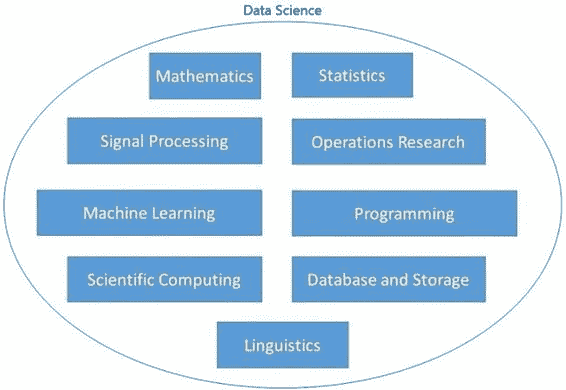 Data Science
Mathematics
Statistics
Signal Processing
Operations Research
Machine Learning
Programming
Scientific Computing
Database and Storage
Linguistics